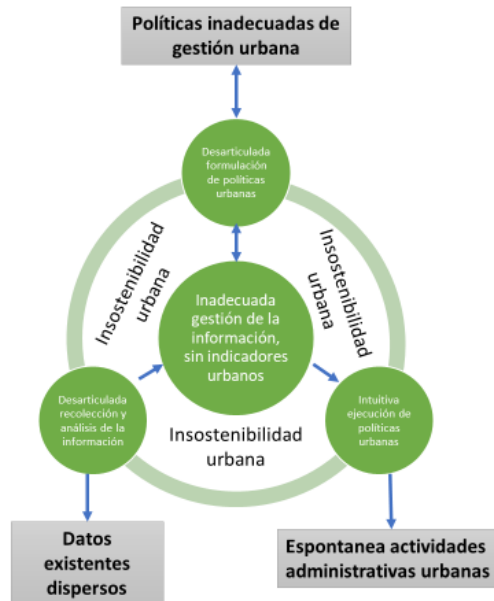 Políticas inadecuadas de
gestión urbana
Desarticulada
formulación
de políticas
urbanas
Insostenibilidad
urbana
Insostenibilidad
urbana
Inadecuada
gestión de la
información,
sin indicadores
urbanos
Desarticulada
recolección y
análisis de la
información
Insostenibilidad
urbana
Intuitiva
ejecución de
políticas
urbanas
Datos
existentes
dispersos
Espontanea actividades
administrativas urbanas